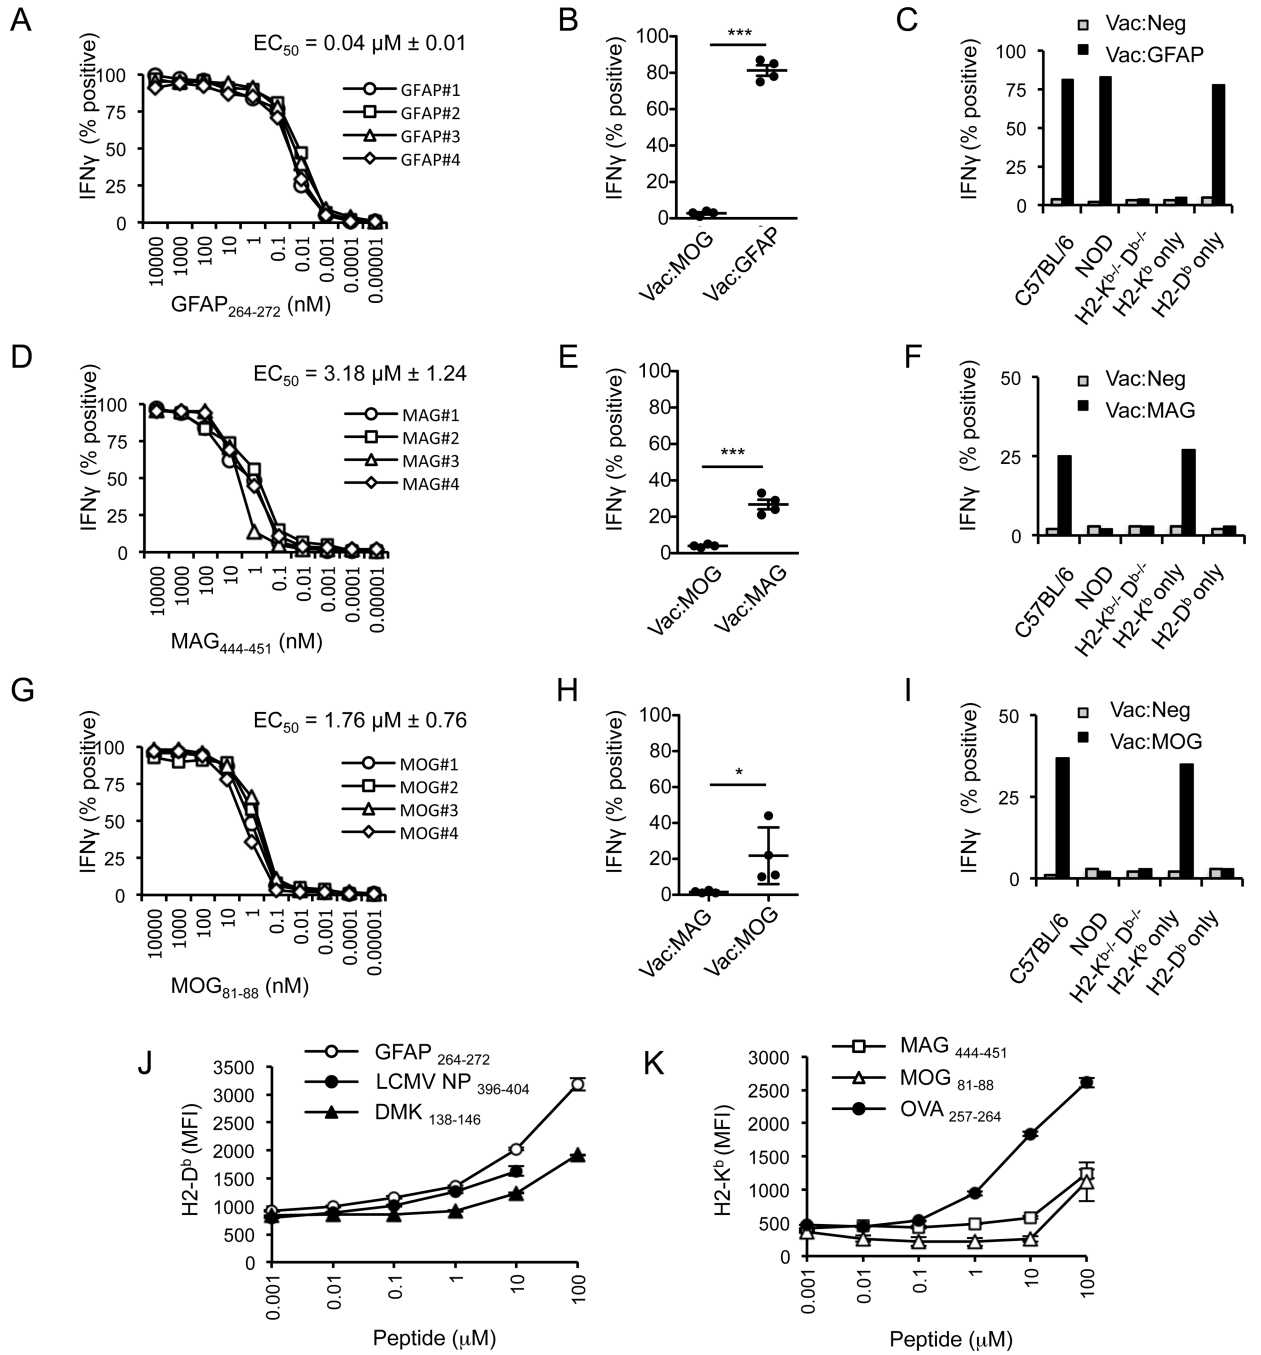 A
EC50 = 0.04 µM ± 0.01
IFNγ (% positive)
100
75
50
25
0
GFAP#1
GFAP#2
GFAP#3
GFAP#4
10000
1000
100
10
1
0.1
0.01
0.001
0.0001
0.00001
GFAP264-272 (nM)
B
IFNγ (% positive)
100
80
60
40
20
0
***
Vac:MOG
Vac:GFAP
C
Vac:Neg
Vac:GFAP
IFNγ (% positive)
100
75
50
25
0
C57BL/6
NOD
H2-Kb-/- Db-/-
H2-Kb only
H2-Db only
D
EC50 = 3.18 µM ± 1.24
IFNγ (% positive)
100
75
50
25
0
MAG#1
MAG#2
MAG#3
MAG#4
10000
1000
100
10
1
0.1
0.01
0.001
0.0001
0.00001
MAG444-451 (nM)
E
IFNγ (% positive)
100
80
60
40
20
0
***
Vac:MOG
Vac:MAG
F
Vac:Neg
Vac:MAG
IFNγ (% positive)
50
25
0
C57BL/6
NOD
H2-Kb-/- Db-/-
H2-Kb only
H2-Db only
G
EC50 = 1.76 µM ± 0.76
IFNγ (% positive)
100
75
50
25
0
MOG#1
MOG#2
MOG#3
MOG#4
10000
1000
100
10
1
0.1
0.01
0.001
0.0001
0.00001
MOG81-88 (nM)
H
IFNγ (% positive)
100
80
60
40
20
0
*
Vac:MAG
Vac:MOG
I
Vac:Neg
Vac:MOG
IFNγ (% positive)
50
25
0
C57BL/6
NOD
H2-Kb-/- Db-/-
H2-Kb only
H2-Db only
J
GFAP 264-272
LCMV NP 396-404
DMK 138-146
H2-Db (MFI)
3500
3000
2500
2000
1500
1000
500
0
0.001
0.01
0.1
1
10
100
Peptide (µM)
K
MAG 444-451
MOG 81-88
OVA 257-264
H2-Kb (MFI)
3000
2500
2000
1500
1000
500
0
0.001
0.01
0.1
1
10
100
Peptide (µM)